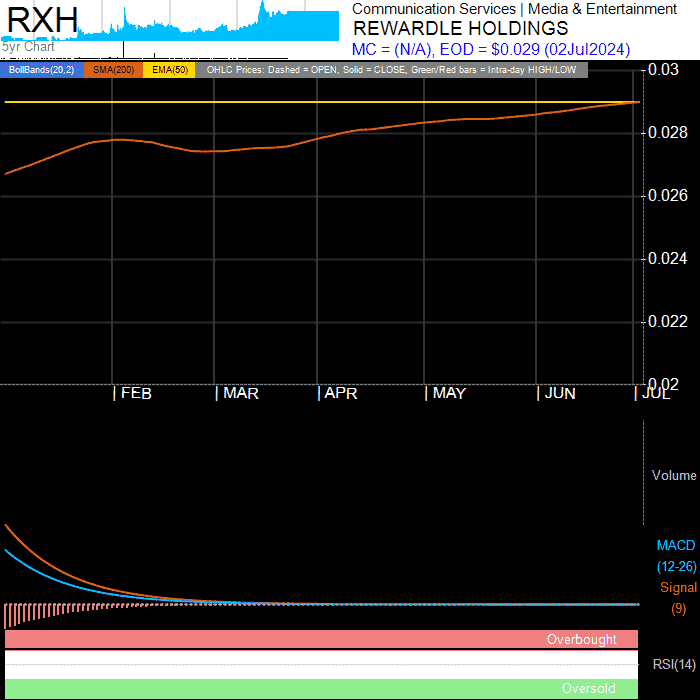 RXH
5yr Chart
Communication Services | Media & Entertainment
REWARDLE HOLDINGS
MC = (N/A), EOD = $0.029 (02Jul2024)
BollBands(20,2) SMA(200) EMA(50) OHLC Prices: Dashed = OPEN, Solid = CLOSE, Green/Red bars = Intra-day HIGH/LOW
0.03
0.028
0.026
0.024
0.022
0.02
| FEB | MAR | APR | MAY | JUN | JUL
Volume
MACD
(12-26)
Signal
(9)
Overbought
RSI(14)
Oversold